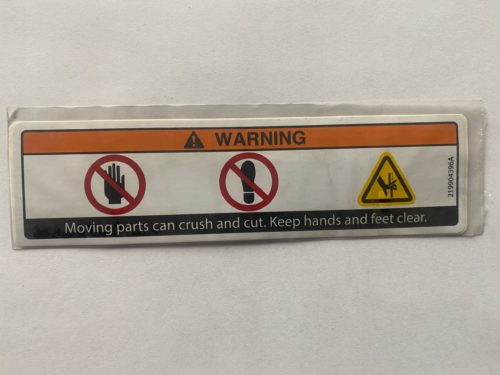 WARNING
Moving parts can crush and cut. Keep hands and feet clear.
219904396A